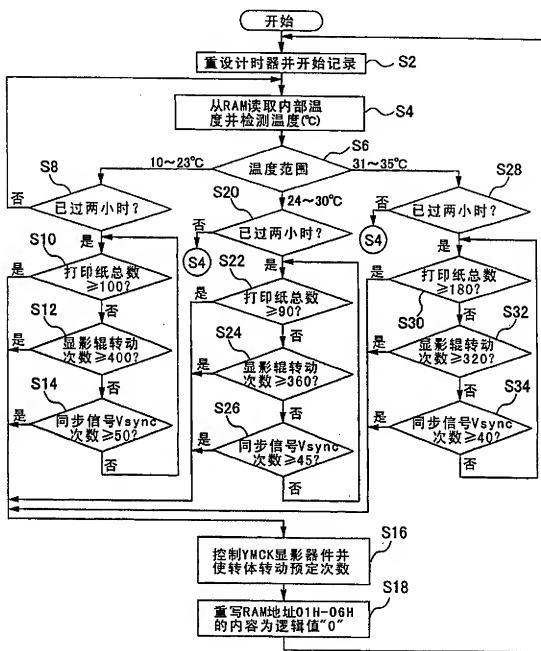 开始
重设计时器并开始记录
S2
从RAM读取内部温
度并检测温度(℃)
S4
S6
温度范围
10～23℃
31～35℃
24～30℃
S8
已过两小时?
否
是
S20
已过两小时?
否
S4
是
S28
已过两小时?
否
S4
是
S10
打印纸总数
≥100?
是
否
S22
打印纸总数
≥90?
是
否
打印纸总数
≥180?
S30
是
否
S12
显影辊转动
次数≥400?
是
否
S24
显影辊转动
次数≥360?
是
否
S32
显影辊转动
次数≥320?
是
否
S14
同步信号Vsync
次数≥50?
是
否
S26
同步信号Vsync
次数≥45?
是
否
S34
同步信号Vsync
次数≥40?
是
否
控制YMCK显影器件并
使转体转动预定次数
S16
重写RAM地址01H-06H
的内容为逻辑值"0"
S18